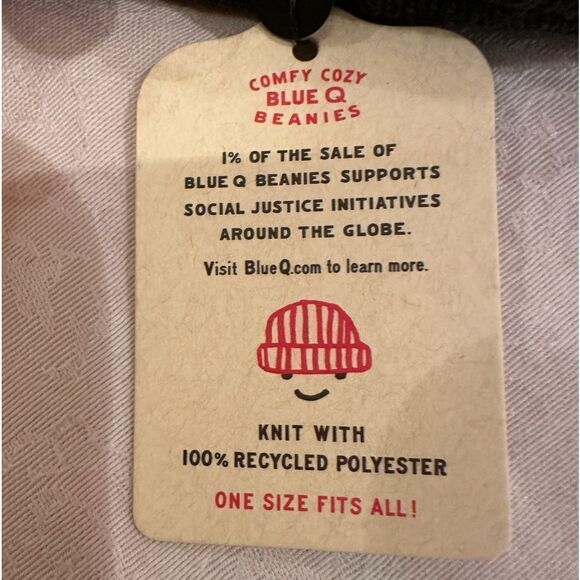 COMFY COZY
BLUE Q
BEANIES
1% OF THE SALE OF
BLUE Q BEANIES SUPPORTS
SOCIAL JUSTICE INITIATIVES
AROUND THE GLOBE.
Visit BlueQ.com to learn more.
KNIT WITH
100% RECYCLED POLYESTER
ONE SIZE FITS ALL!